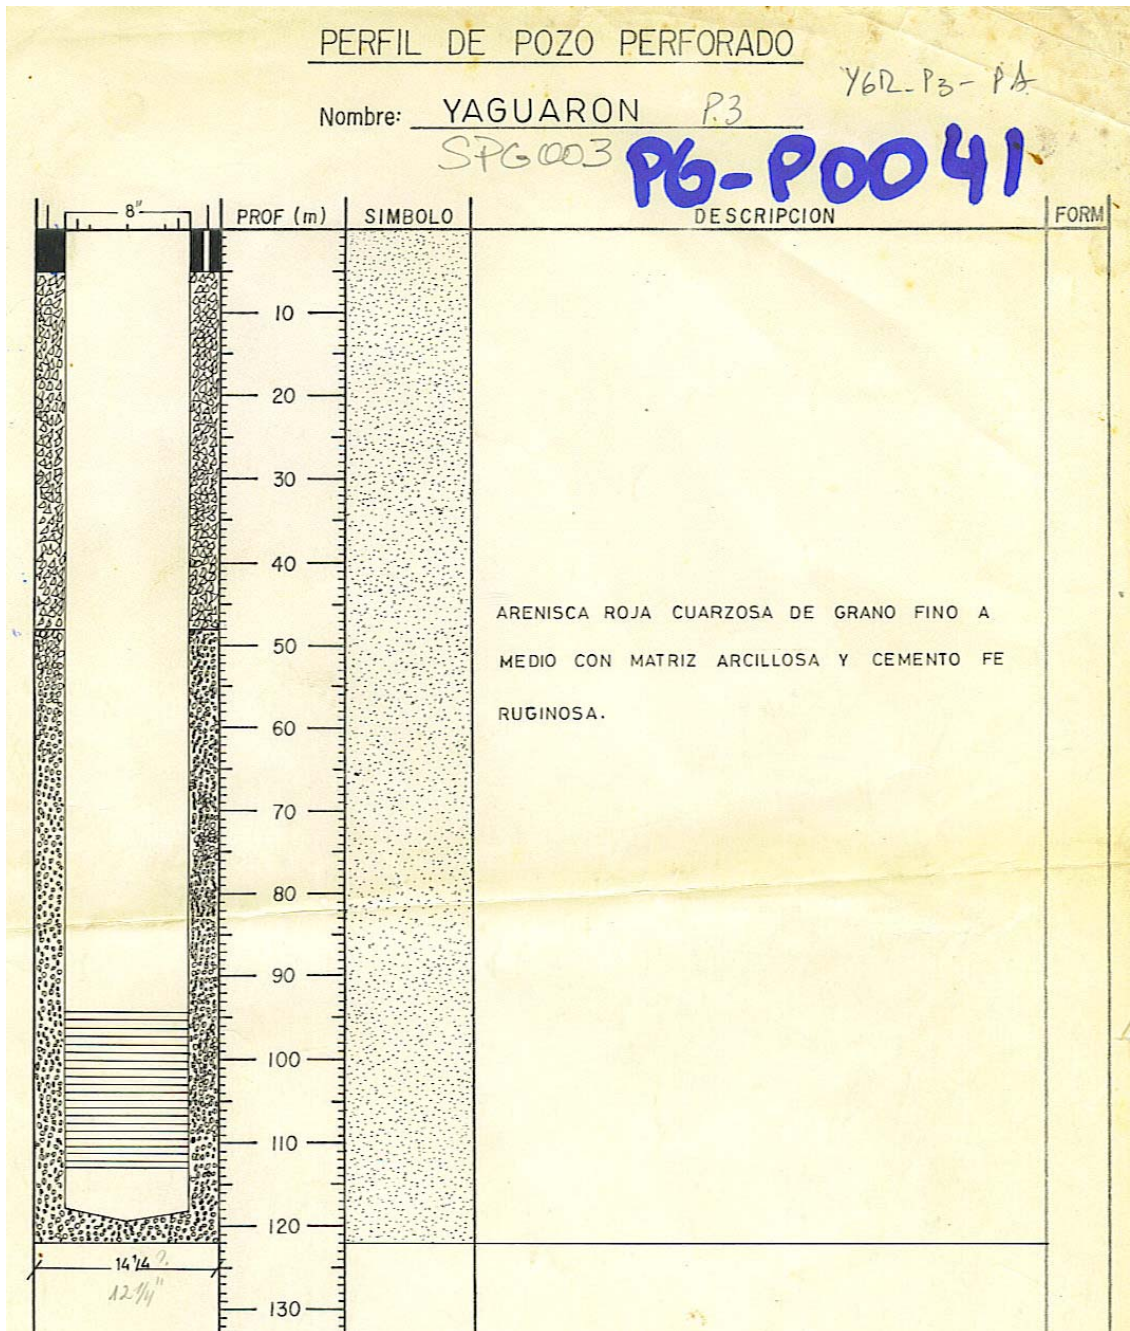 PERFIL DE POZO PERFORADO
YGR-P3-PA
Nombre: YAGUARON P.3
SPG003
PG-P0041
8"
PROF (m) SIMBOLO DESCRIPCION FORM
10
20
30
40
ARENISCA ROJA CUARZOSA DE GRANO FINO A
50
MEDIO CON MATRIZ ARCILLOSA Y CEMENTO FE
RUGINOSA.
60
70
80
90
100
110
120
14 1/4 ?
12 1/4"
130